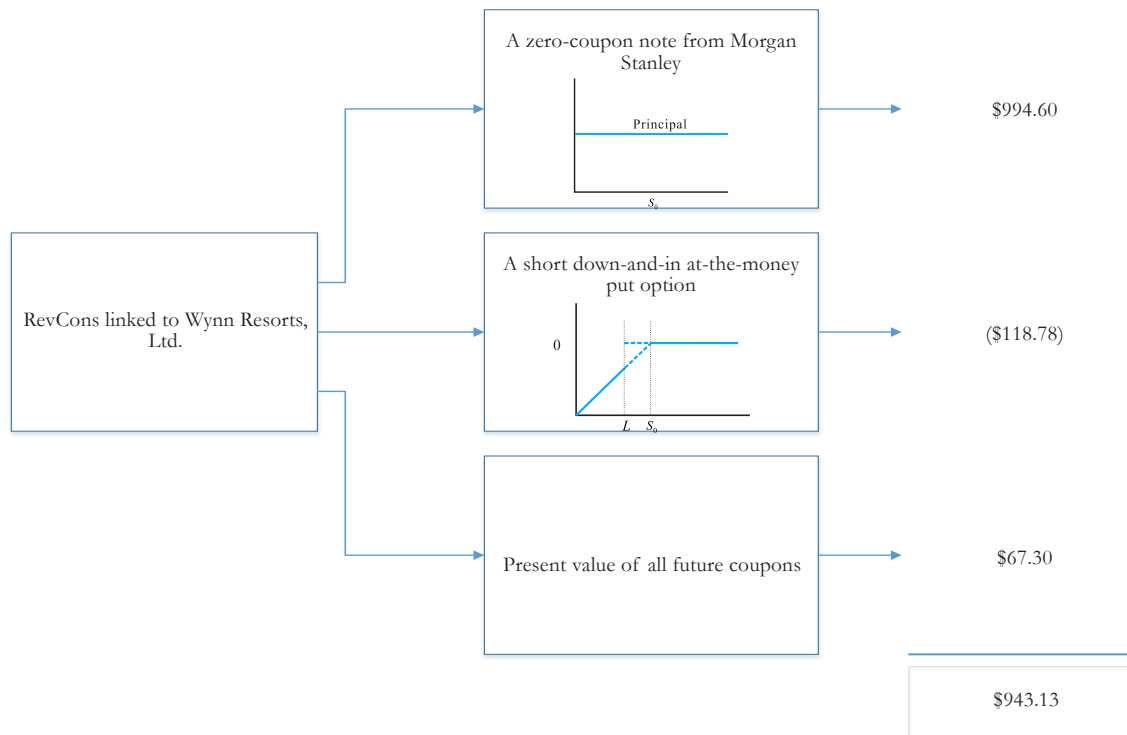 A zero-coupon note from Morgan
Stanley
Principal
S₀
$994.60
RevCons linked to Wynn Resorts,
Ltd.
A short down-and-in at-the-money
put option
0
L S₀
($118.78)
Present value of all future coupons
$67.30
$943.13